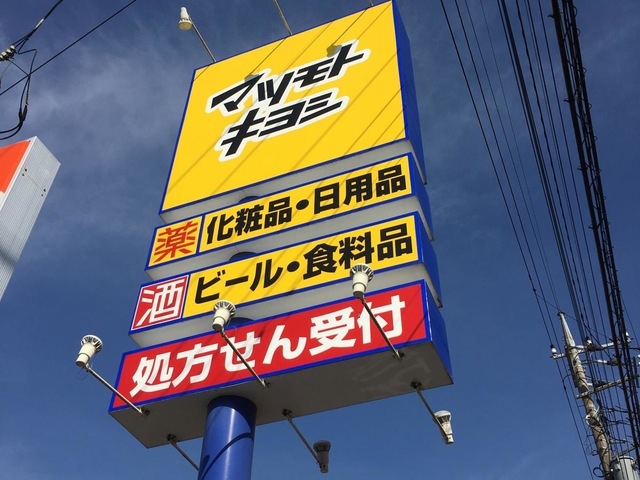 マツモト
キヨシ
薬 化粧品・日用品
酒 ビール・食料品
処方せん受付